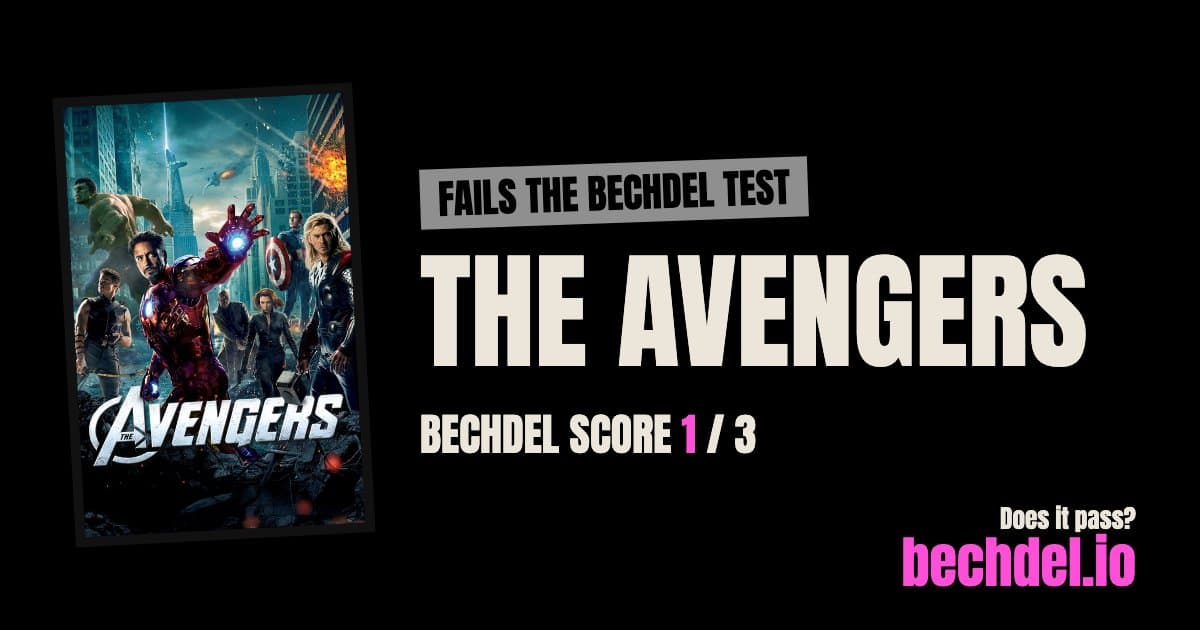 FAILS THE BECHDEL TEST
THE AVENGERS
BECHDEL SCORE 1 / 3
THE AVENGERS
Does it pass?
bechdel.io